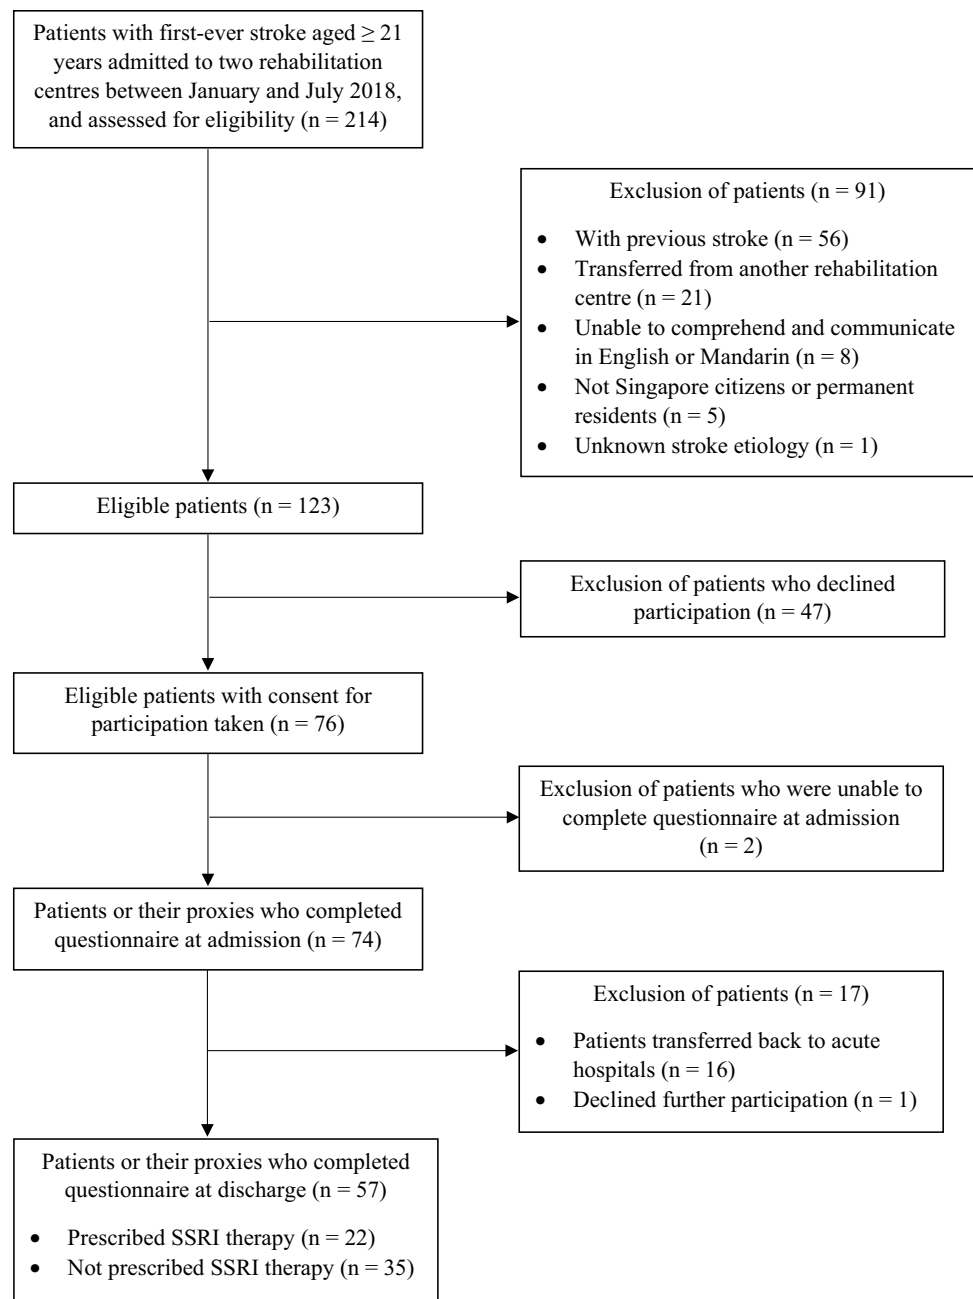 Patients with first-ever stroke aged ≥ 21
years admitted to two rehabilitation
centres between January and July 2018,
and assessed for eligibility (n = 214)
Exclusion of patients (n = 91)
• With previous stroke (n = 56)
• Transferred from another rehabilitation
centre (n = 21)
• Unable to comprehend and communicate
in English or Mandarin (n = 8)
• Not Singapore citizens or permanent
residents (n = 5)
• Unknown stroke etiology (n = 1)
Eligible patients (n = 123)
Exclusion of patients who declined
participation (n = 47)
Eligible patients with consent for
participation taken (n = 76)
Exclusion of patients who were unable to
complete questionnaire at admission
(n = 2)
Patients or their proxies who completed
questionnaire at admission (n = 74)
Exclusion of patients (n = 17)
• Patients transferred back to acute
hospitals (n = 16)
• Declined further participation (n = 1)
Patients or their proxies who completed
questionnaire at discharge (n = 57)
• Prescribed SSRI therapy (n = 22)
• Not prescribed SSRI therapy (n = 35)